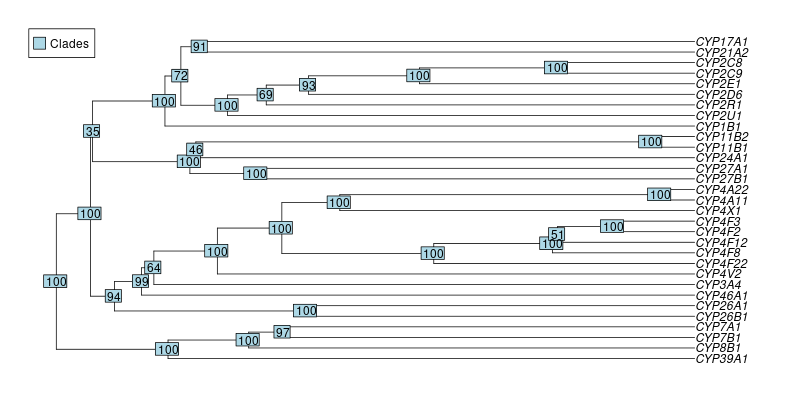 Clades
CYP17A1
91
CYP21A2
CYP2C8
100
CYP2C9
72
100
CYP2E1
93
CYP2D6
69
100
CYP2R1
100
CYP2U1
CYP1B1
35
CYP11B2
100
CYP11B1
46
CYP24A1
100
CYP27A1
100
CYP27B1
CYP4A22
100
CYP4A11
100
CYP4X1
100
CYP4F3
100
100
CYP4F2
51
CYP4F12
100
CYP4F8
100
100
CYP4F22
CYP4V2
64
99
CYP3A4
94
CYP46A1
CYP26A1
100
CYP26B1
100
CYP7A1
97
CYP7B1
100
CYP8B1
100
CYP39A1